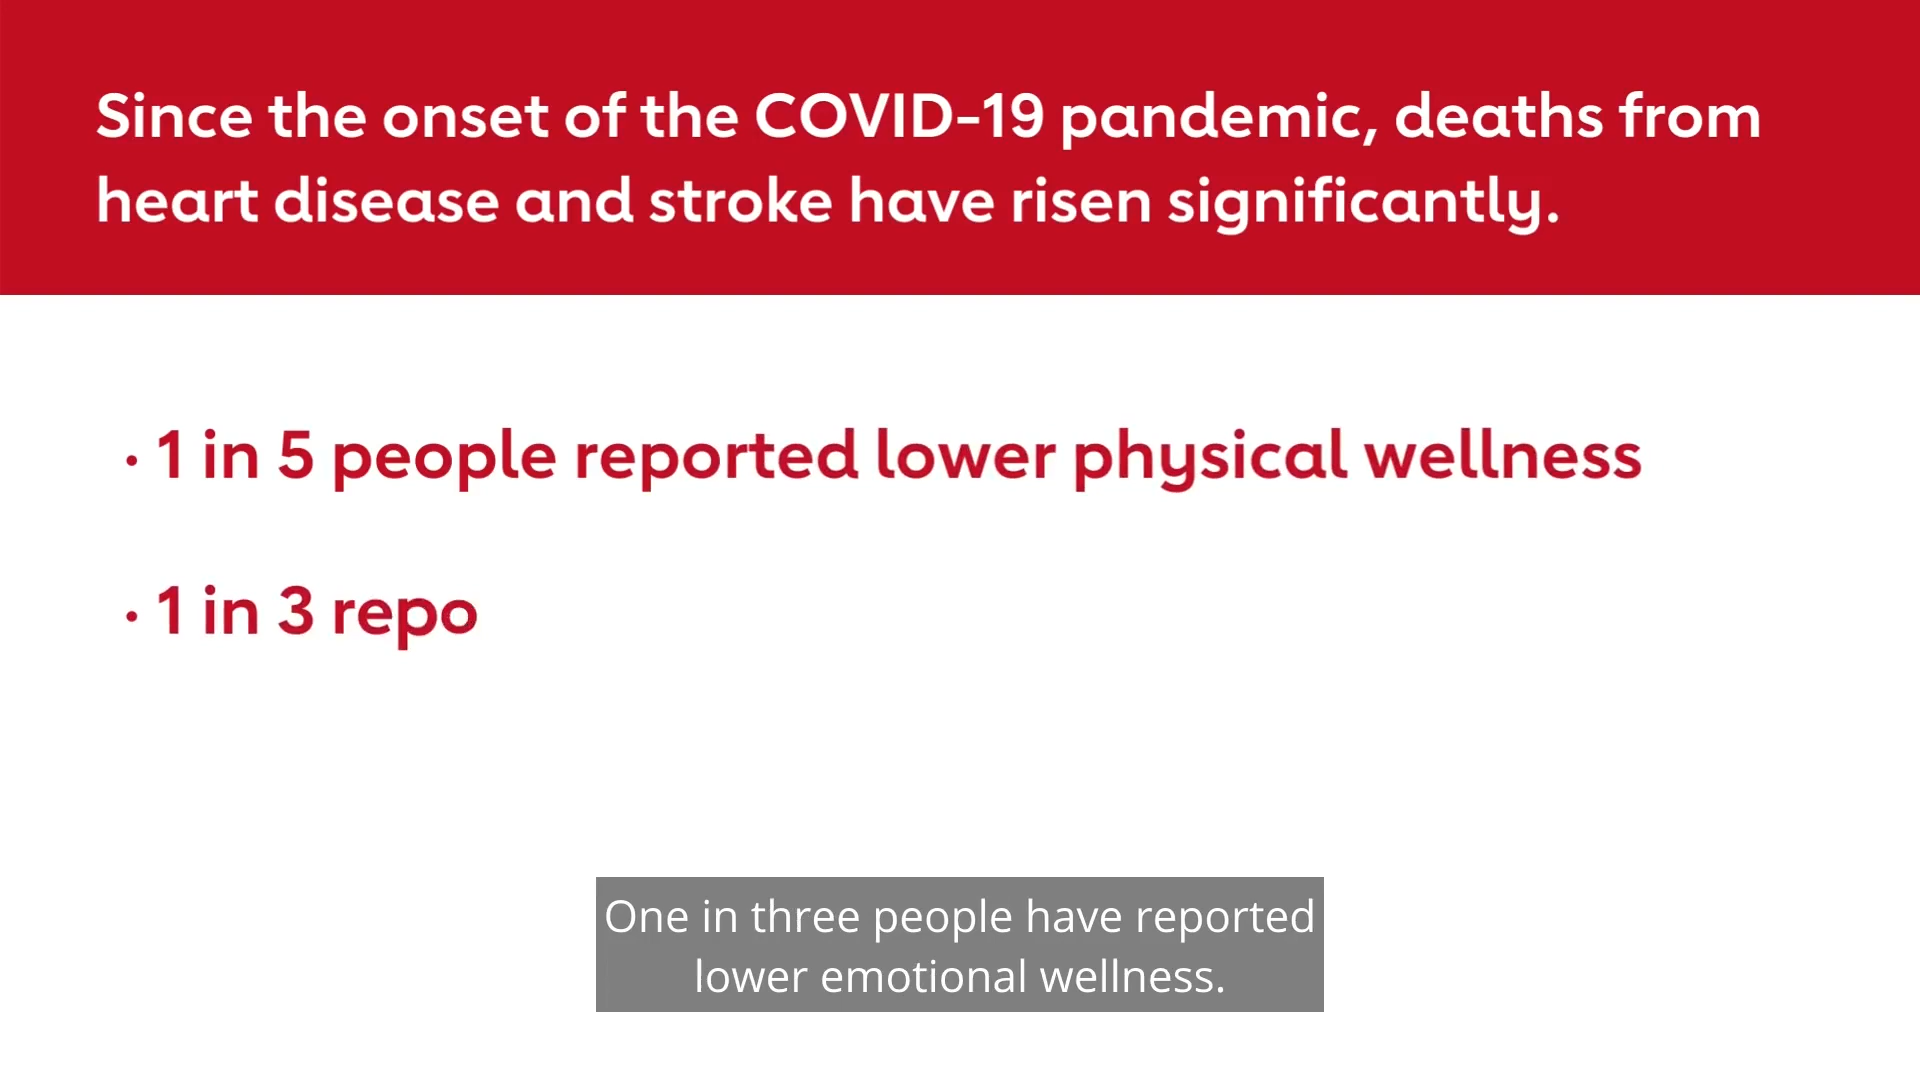 Since the onset of the COVID-19 pandemic, deaths from
heart disease and stroke have risen significantly.
· 1 in 5 people reported lower physical wellness
· 1 in 3 repo
One in three people have reported
lower emotional wellness.